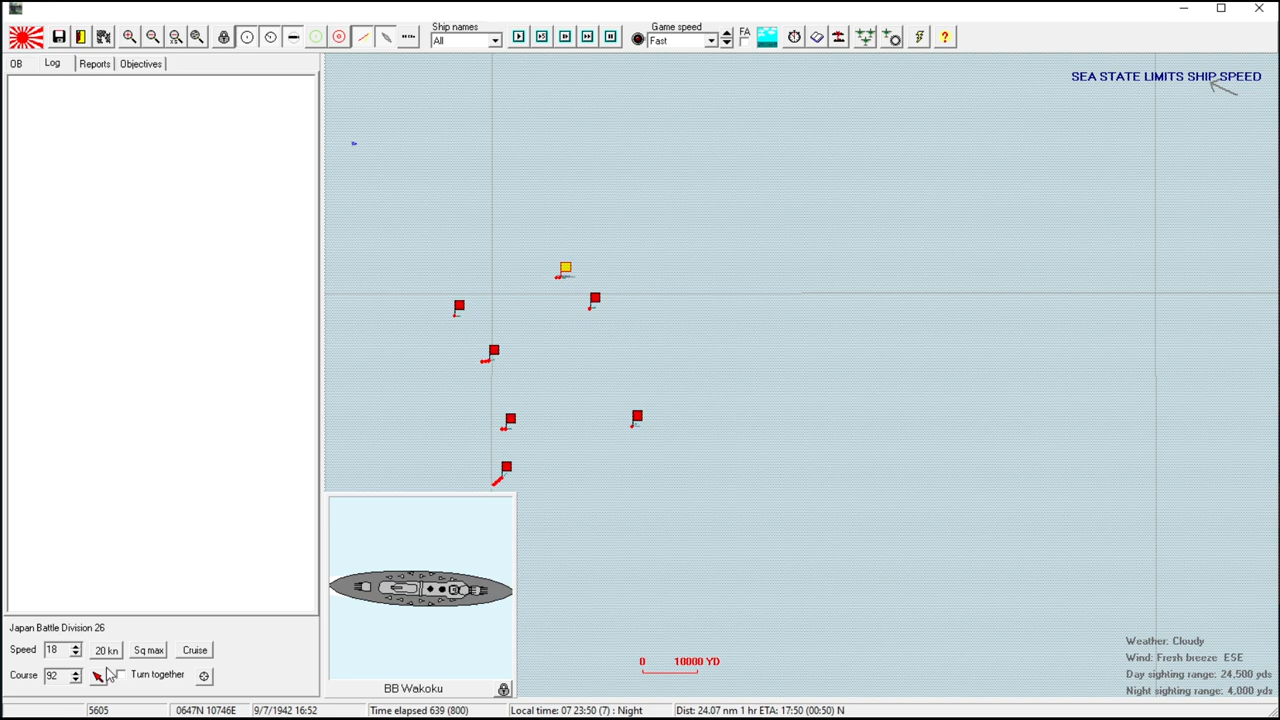 Ship names
All
Game speed
Fast
FA
?
OB
Log
Reports
Objectives
SEA STATE LIMITS SHIP SPEED
Japan Battle Division 26
Speed 18 20 kn Sq max Cruise
Course 92 Turn together
BB Wakoku
0 10000 YD
Weather: Cloudy
Wind: Fresh breeze ESE
Day sighting range: 24,500 yds
Night sighting range: 4,000 yds
5605 0647N 10746E 9/7/1942 16:52 Time elapsed 639 (800) Local time: 07 23:50 (7) : Night Dist: 24.07 nm 1 hr ETA: 17:50 (00:50) N